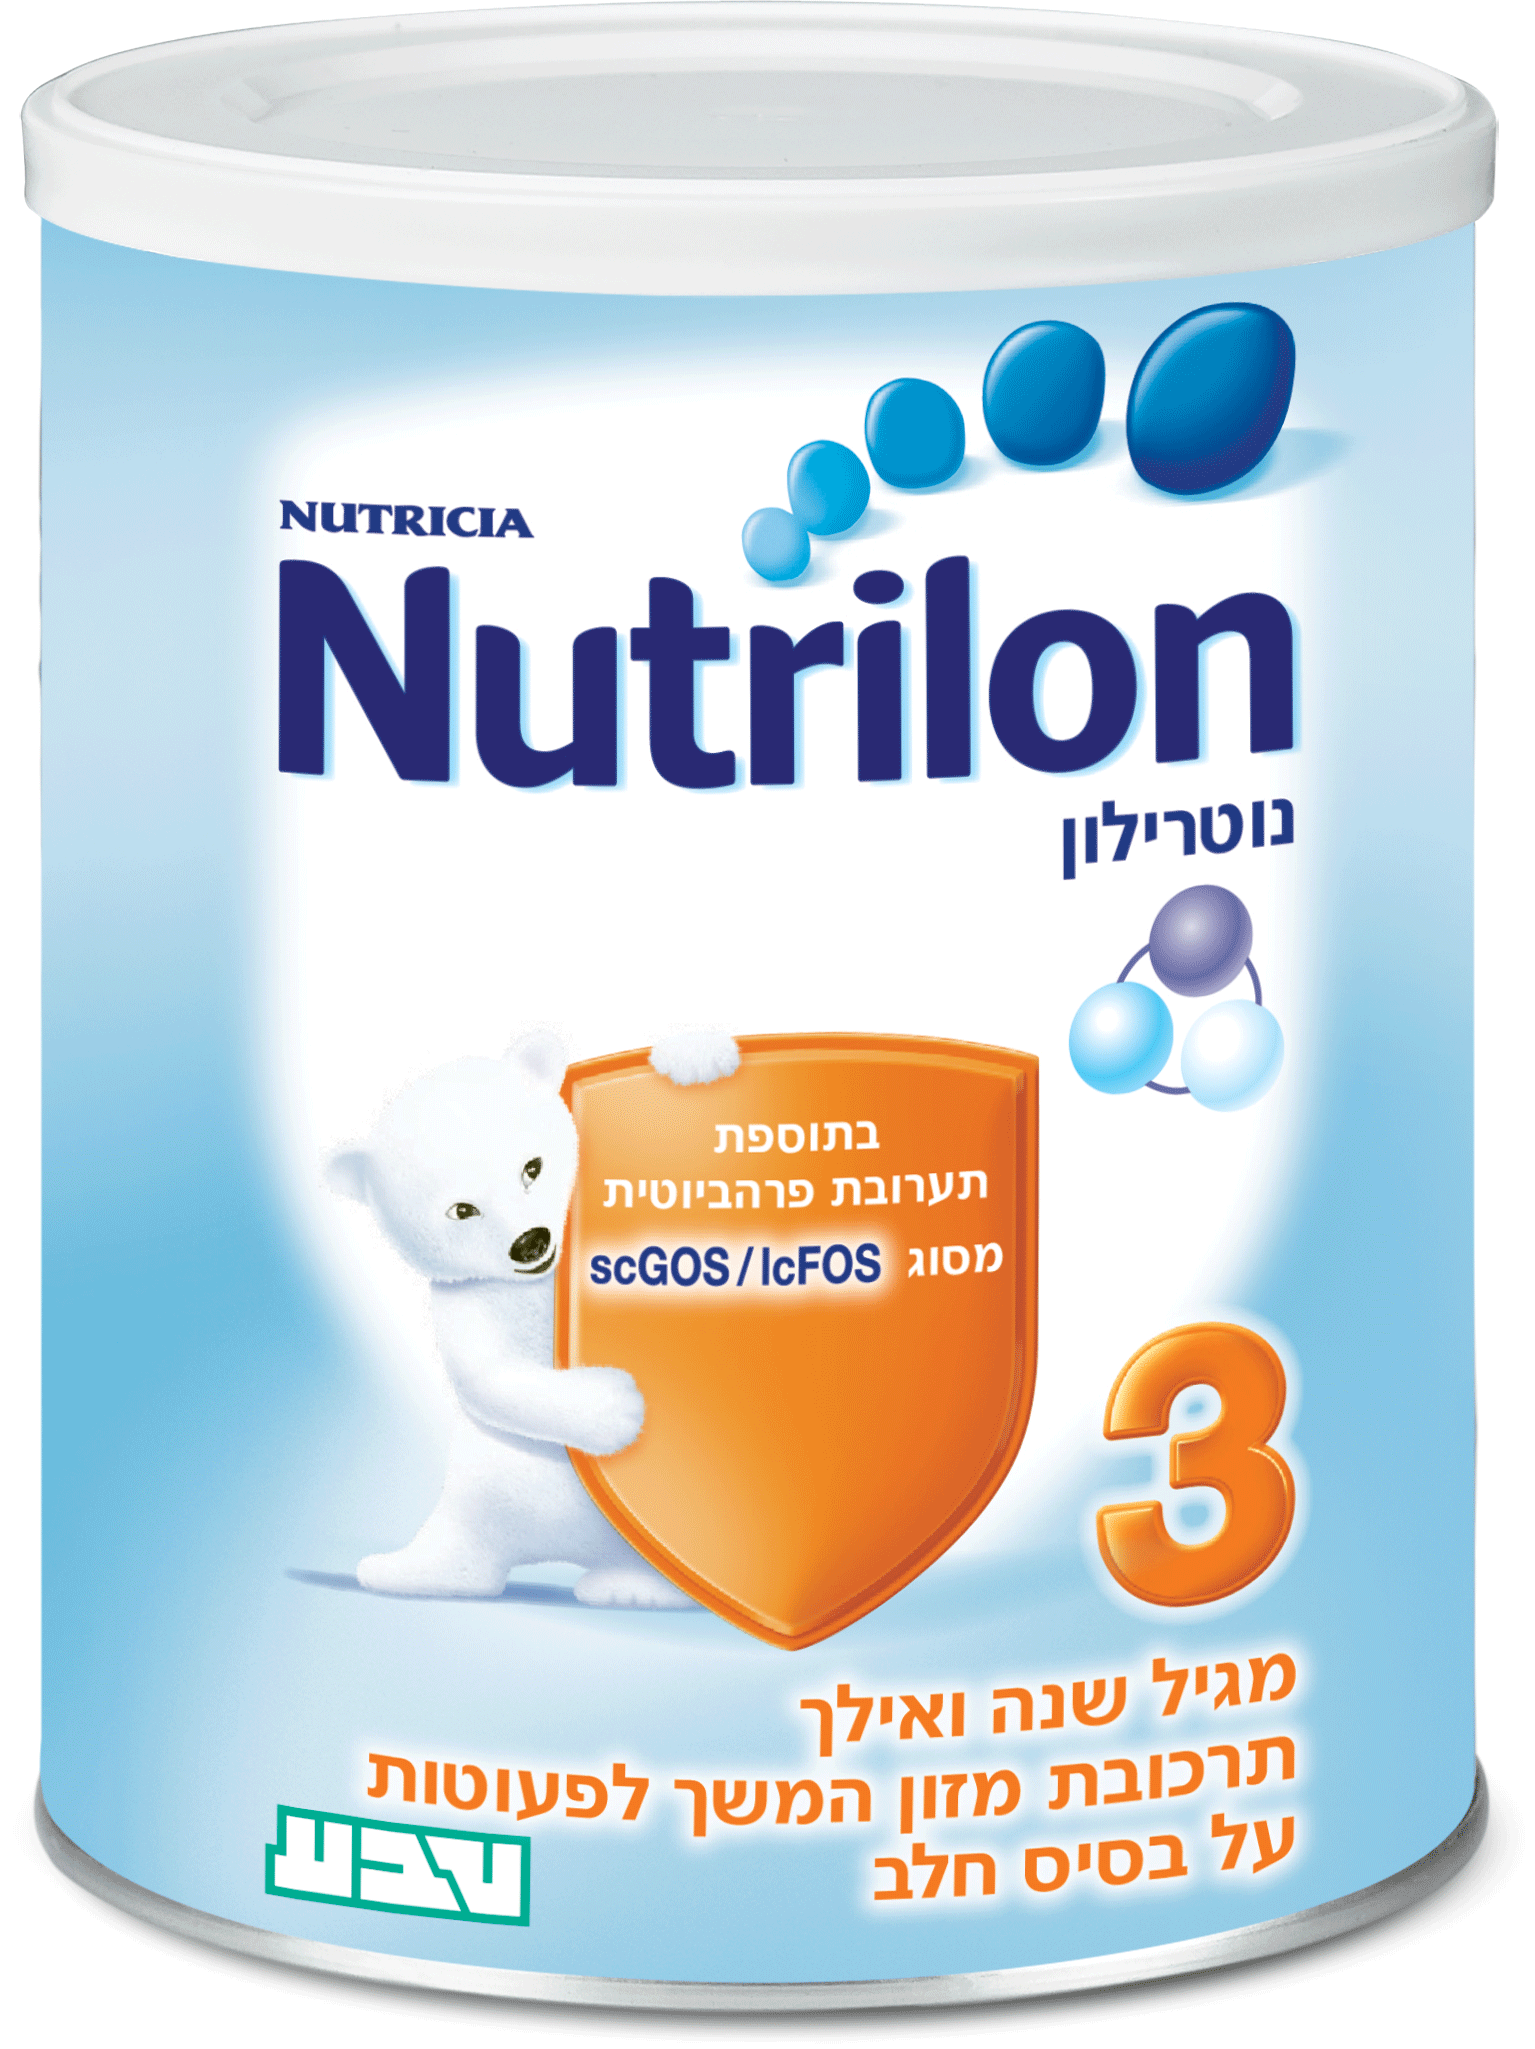 NUTRICIA
Nutrilon
נוטרילון
בתוספת
תערובת פרהביוטית
מסוג scGOS/lcFOS
3
מגיל שנה ואילך
תרכובת מזון המשך לפעוטות
על בסיס חלב
טבע